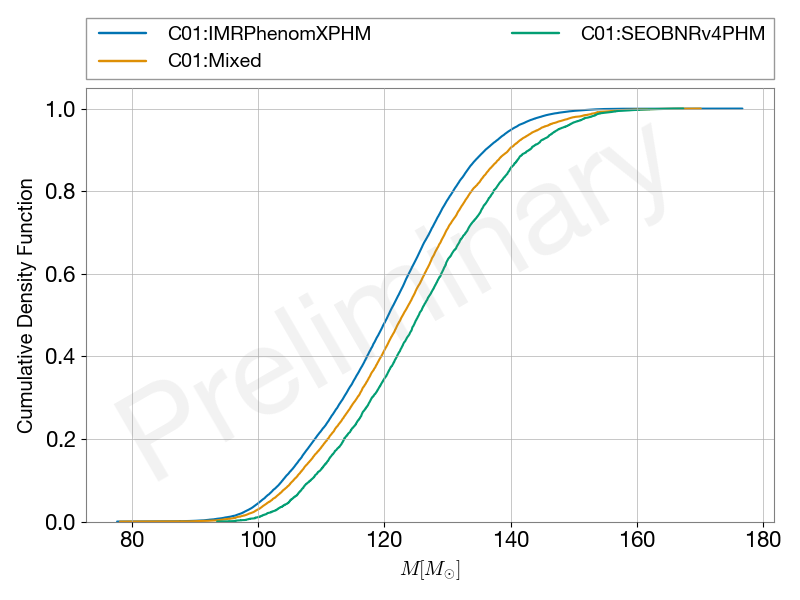 C01:IMRPhenomXPHM
C01:Mixed
C01:SEOBNRv4PHM
1.0
0.8
0.6
0.4
0.2
0.0
Cumulative Density Function
Preliminary
80 100 120 140 160 180
M[M☉]